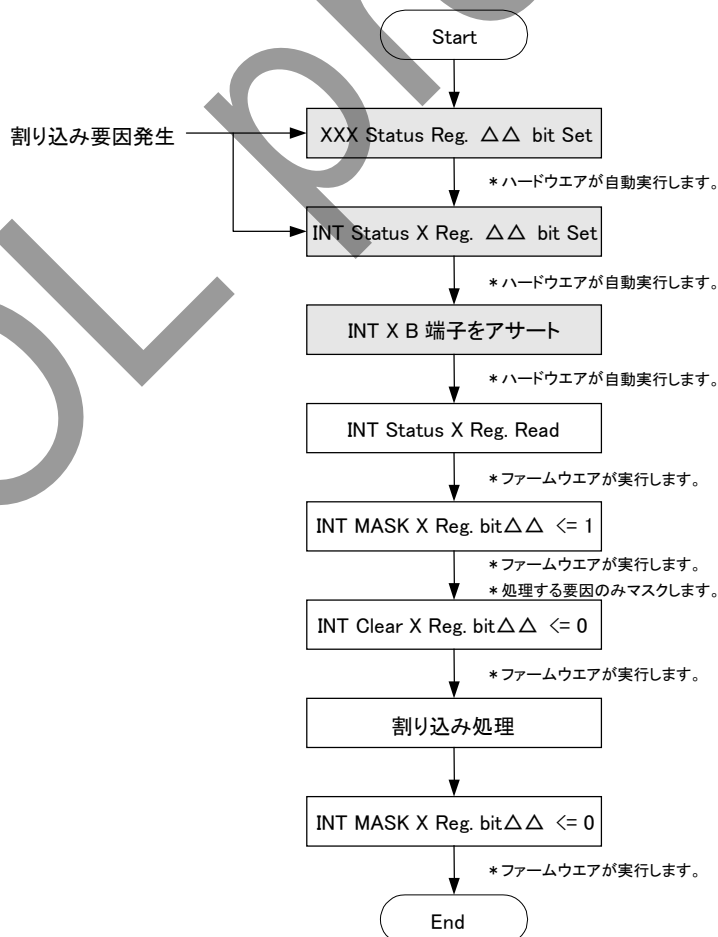 Start
割り込み要因発生
XXX Status Reg. △△ bit Set
*ハードウエアが自動実行します。
INT Status X Reg. △△ bit Set
*ハードウエアが自動実行します。
INT X B 端子をアサート
*ハードウエアが自動実行します。
INT Status X Reg. Read
*ファームウエアが実行します。
INT MASK X Reg. bit△△ <= 1
*ファームウエアが実行します。
*処理する要因のみマスクします。
INT Clear X Reg. bit△△ <= 0
*ファームウエアが実行します。
割り込み処理
INT MASK X Reg. bit△△ <= 0
*ファームウエアが実行します。
End